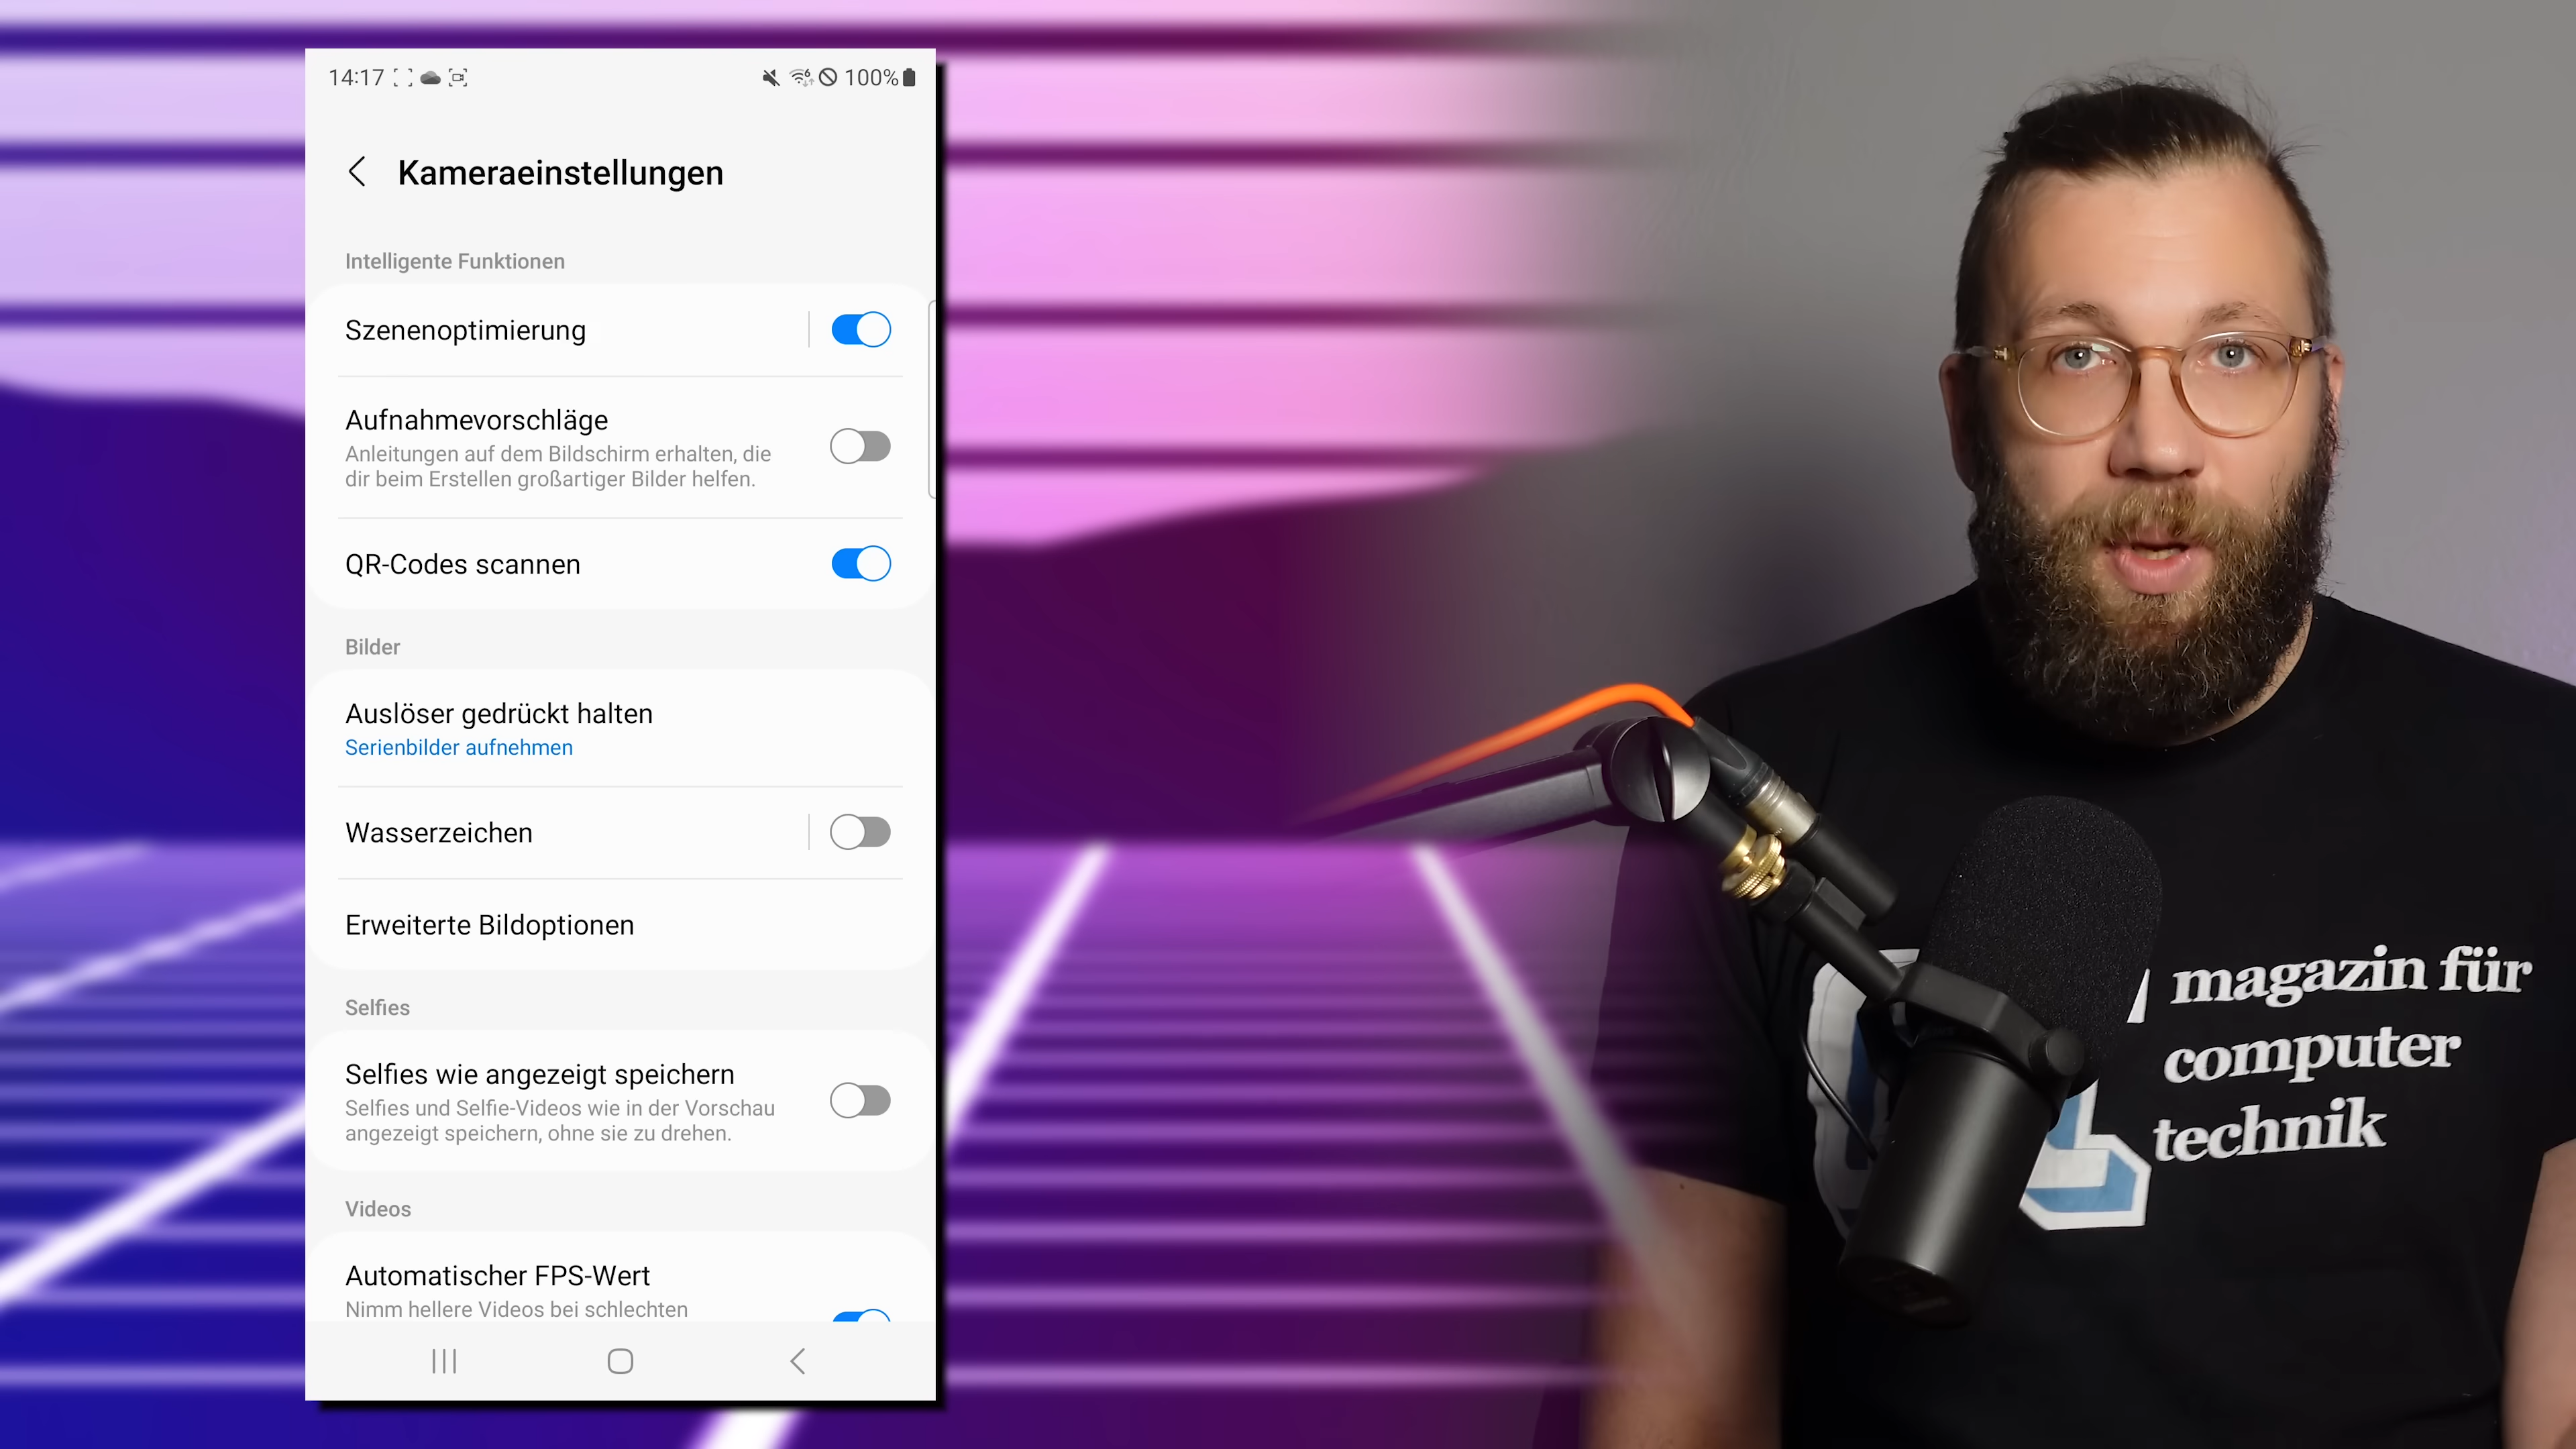 14:17
100%
Kameraeinstellungen
Intelligente Funktionen
Szenenoptimierung
Aufnahmevorschläge
Anleitungen auf dem Bildschirm erhalten, die
dir beim Erstellen großartiger Bilder helfen.
QR-Codes scannen
Bilder
Auslöser gedrückt halten
Serienbilder aufnehmen
Wasserzeichen
Erweiterte Bildoptionen
Selfies
Selfies wie angezeigt speichern
Selfies und Selfie-Videos wie in der Vorschau
angezeigt speichern, ohne sie zu drehen.
Videos
Automatischer FPS-Wert
Nimm hellere Videos bei schlechten
magazin für
computer
technik